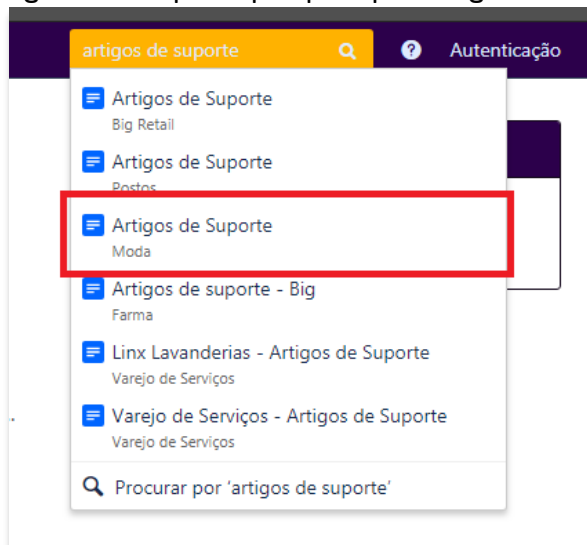 artigos de suporte
Autenticação
Artigos de Suporte
Big Retail
Artigos de Suporte
Postos
Artigos de Suporte
Moda
Artigos de suporte - Big
Farma
Linx Lavanderias - Artigos de Suporte
Varejo de Serviços
Varejo de Serviços - Artigos de Suporte
Varejo de Serviços
Procurar por ‘artigos de suporte’